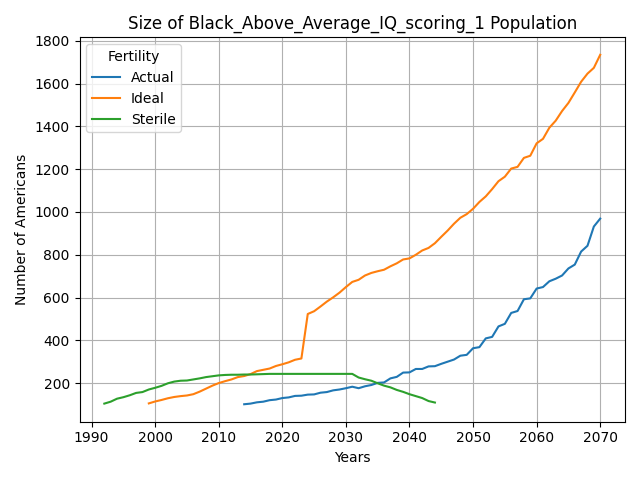 Size of Black_Above_Average_IQ_scoring_1 Population
Fertility
Actual
Ideal
Sterile
Number of Americans
1800
1600
1400
1200
1000
800
600
400
200
1990 2000 2010 2020 2030 2040 2050 2060 2070
Years